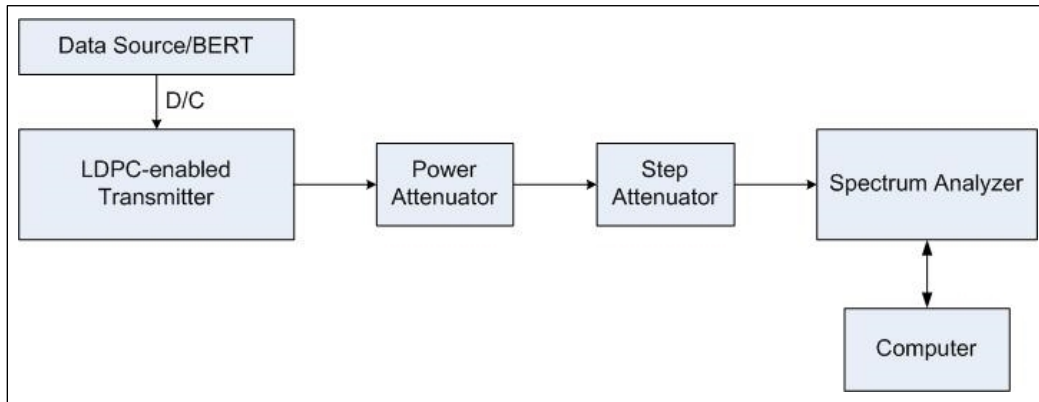 Data Source/BERT
D/C
LDPC-enabled
Transmitter
Power
Attenuator
Step
Attenuator
Spectrum Analyzer
Computer